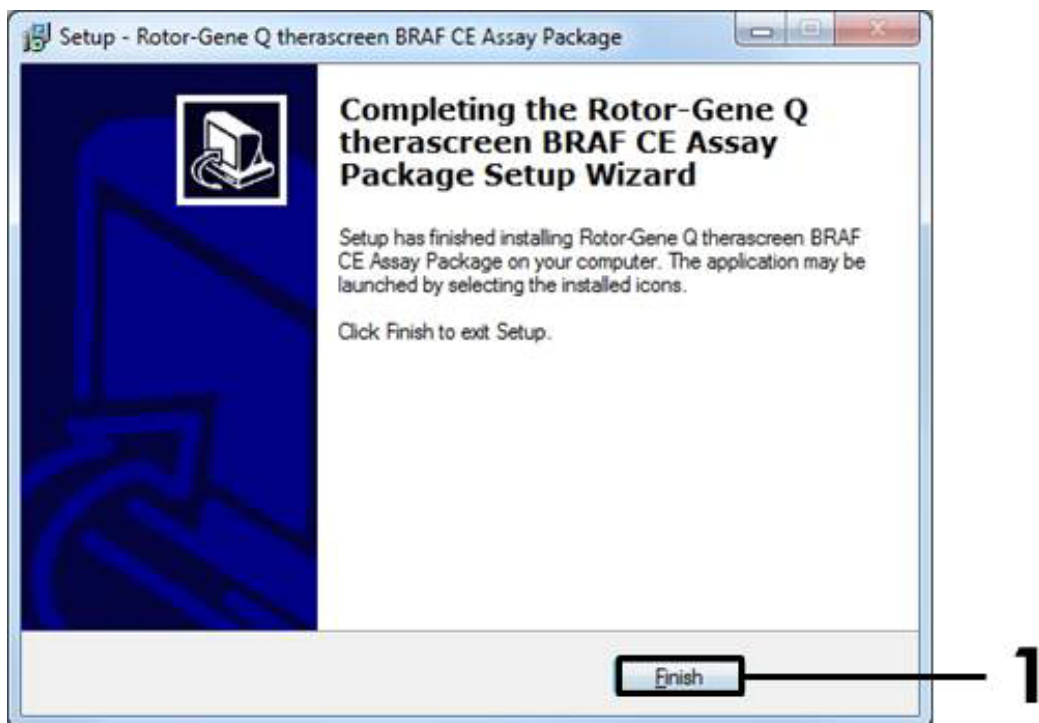 Setup - Rotor-Gene Q therascreen BRAF CE Assay Package
Completing the Rotor-Gene Q
therascreen BRAF CE Assay
Package Setup Wizard
Setup has finished installing Rotor-Gene Q therascreen BRAF
CE Assay Package on your computer. The application may be
launched by selecting the installed icons.
Click Finish to exit Setup.
Finish
1